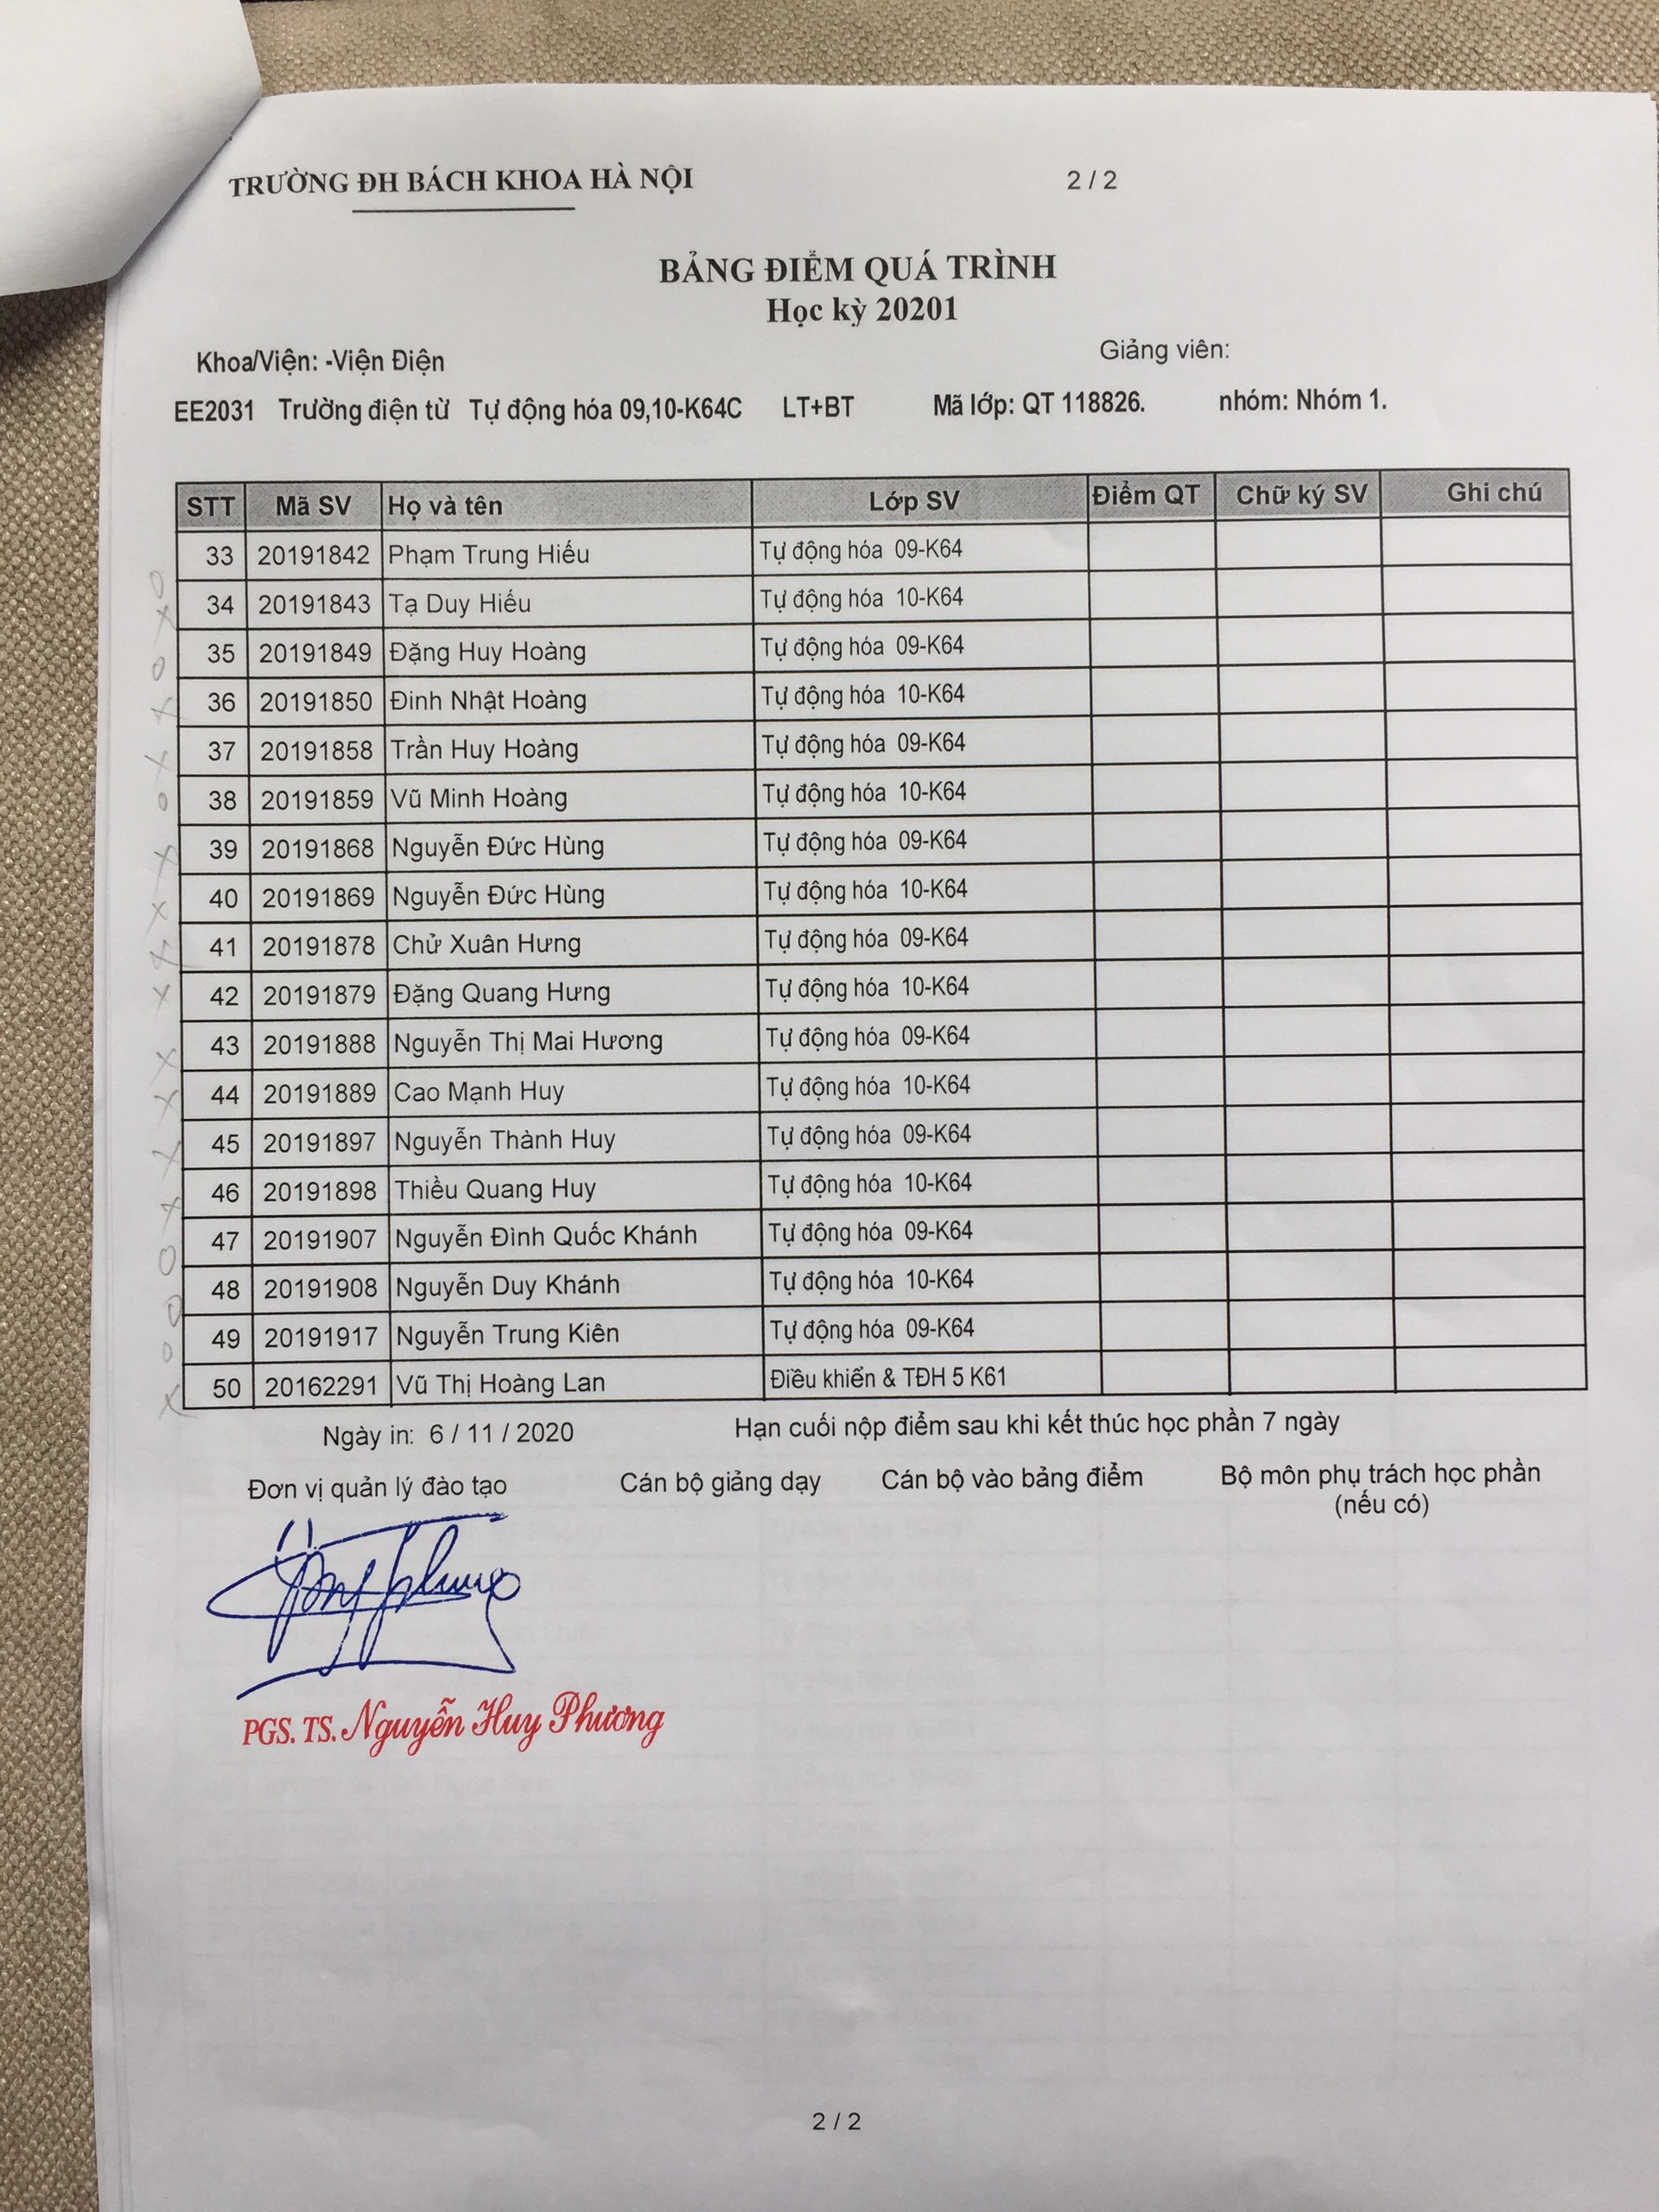 TRƯỜNG ĐH BÁCH KHOA HÀ NỘI 2 / 2
BẢNG ĐIỂM QUÁ TRÌNH
Học kỳ 20201
Khoa/Viện: -Viện Điện Giảng viên:
EE2031 Trường điện từ Tự động hóa 09,10-K64C LT+BT Mã lớp: QT 118826. nhóm: Nhóm 1.
STT Mã SV Họ và tên Lớp SV Điểm QT Chữ ký SV Ghi chú
33 20191842 Phạm Trung Hiếu Tự động hóa 09-K64
O
34 20191843 Tạ Duy Hiếu Tự động hóa 10-K64
X
35 20191849 Đặng Huy Hoàng Tự động hóa 09-K64
O
36 20191850 Đinh Nhật Hoàng Tự động hóa 10-K64
X
37 20191858 Trần Huy Hoàng Tự động hóa 09-K64
X
38 20191859 Vũ Minh Hoàng Tự động hóa 10-K64
O
39 20191868 Nguyễn Đức Hùng Tự động hóa 09-K64
X
40 20191869 Nguyễn Đức Hùng Tự động hóa 10-K64
X
41 20191878 Chử Xuân Hưng Tự động hóa 09-K64
X
42 20191879 Đặng Quang Hưng Tự động hóa 10-K64
X
43 20191888 Nguyễn Thị Mai Hương Tự động hóa 09-K64
X
44 20191889 Cao Mạnh Huy Tự động hóa 10-K64
X
45 20191897 Nguyễn Thành Huy Tự động hóa 09-K64
X
46 20191898 Thiều Quang Huy Tự động hóa 10-K64
X
47 20191907 Nguyễn Đình Quốc Khánh Tự động hóa 09-K64
O
48 20191908 Nguyễn Duy Khánh Tự động hóa 10-K64
O
49 20191917 Nguyễn Trung Kiên Tự động hóa 09-K64
O
50 20162291 Vũ Thị Hoàng Lan Điều khiển & TĐH 5 K61
X
Ngày in: 6 / 11 / 2020 Hạn cuối nộp điểm sau khi kết thúc học phần 7 ngày
Đơn vị quản lý đào tạo Cán bộ giảng dạy Cán bộ vào bảng điểm Bộ môn phụ trách học phần
(nếu có)
PGS. TS. Nguyễn Huy Phương
2 / 2